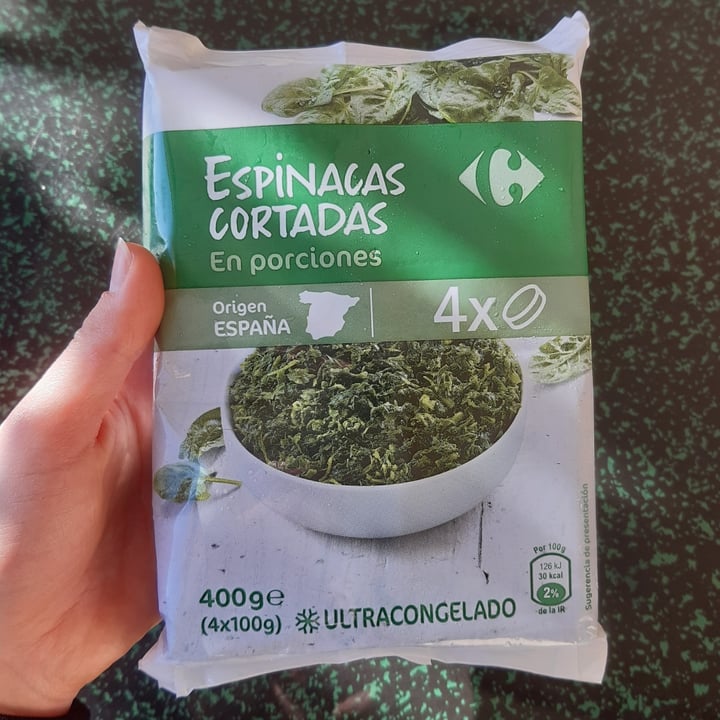 ESPINACAS
CORTADAS
En porciones
Origen
ESPAÑA
4x
Por 100g
126 kJ
30 kcal
2%
de la IR
Sugerencia de presentación
400g℮
(4x100g)
ULTRACONGELADO